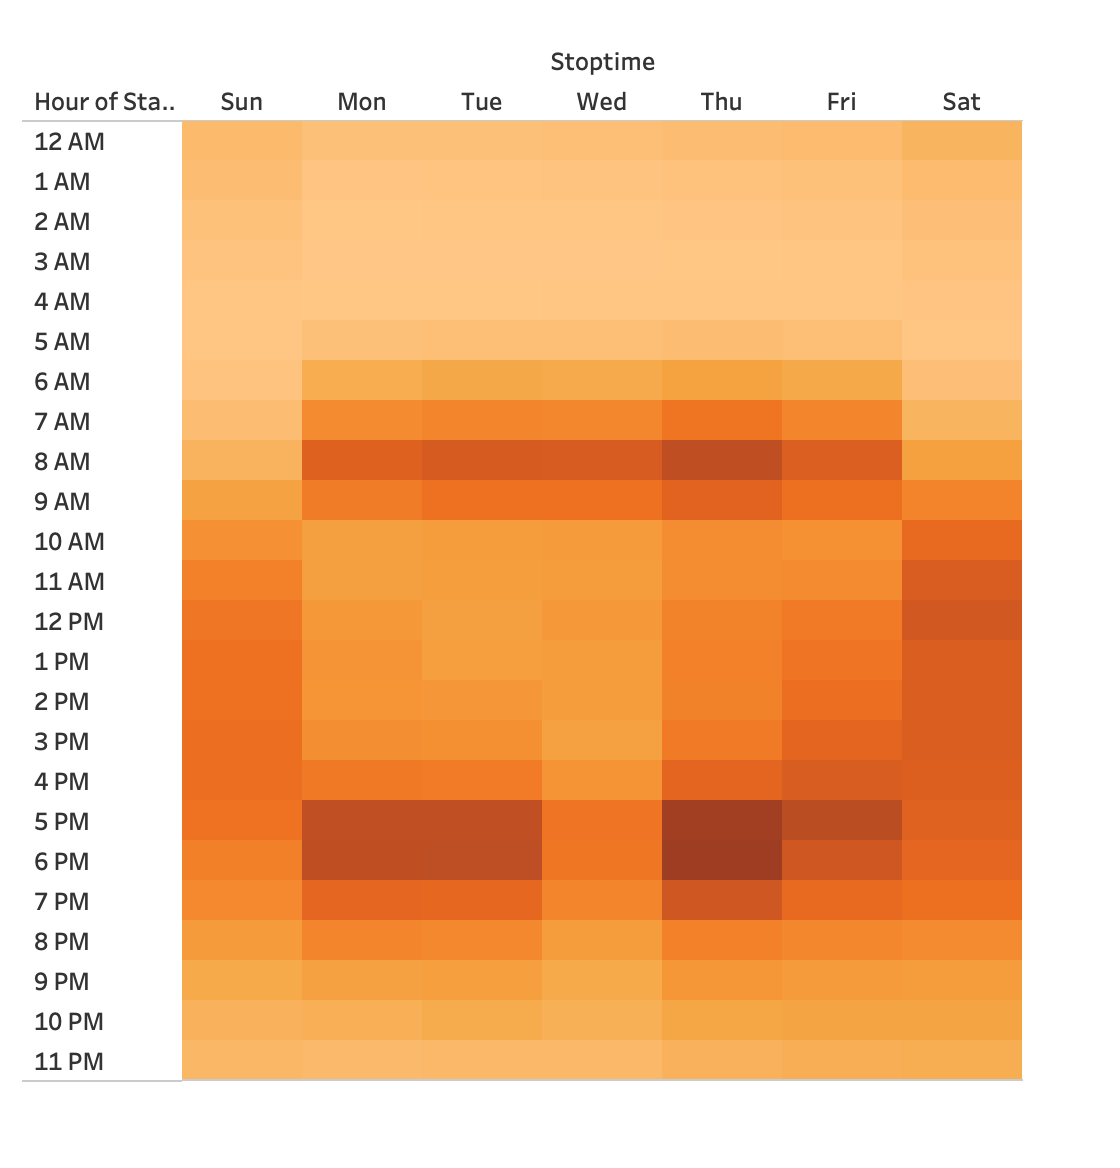 Stoptime
Hour of Sta.. Sun Mon Tue Wed Thu Fri Sat
12 AM
1 AM
2 AM
3 AM
4 AM
5 AM
6 AM
7 AM
8 AM
9 AM
10 AM
11 AM
12 PM
1 PM
2 PM
3 PM
4 PM
5 PM
6 PM
7 PM
8 PM
9 PM
10 PM
11 PM